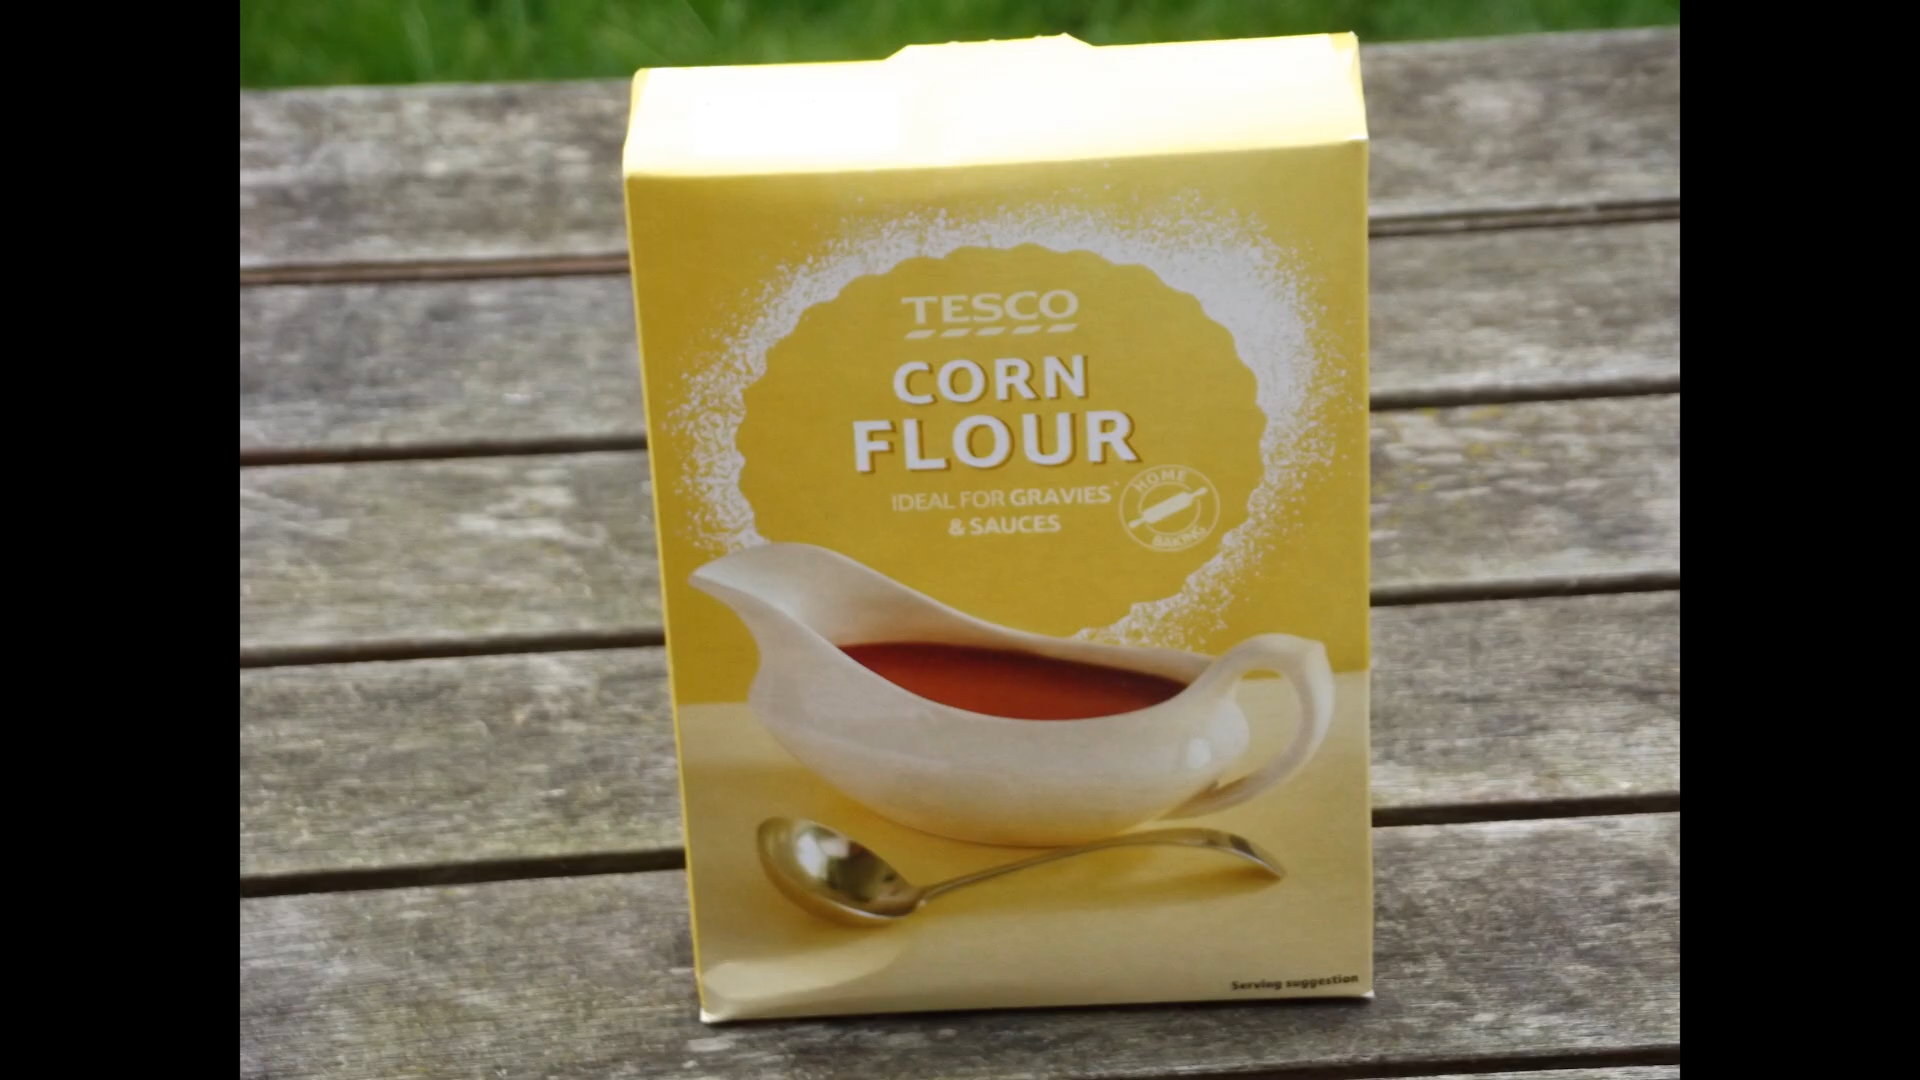 TESCO
CORN
FLOUR
IDEAL FOR GRAVIES
& SAUCES
HOME
BAKING
Serving suggestion